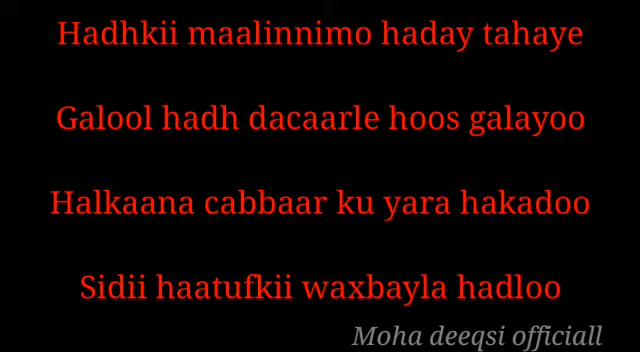 Hadhkii maalinnimo haday tahaye
Galool hadh dacaarle hoos galayoo
Halkaana cabbaar ku yara hakadoo
Sidii haatufkii waxbayla hadloo
Moha deeqsi officiall